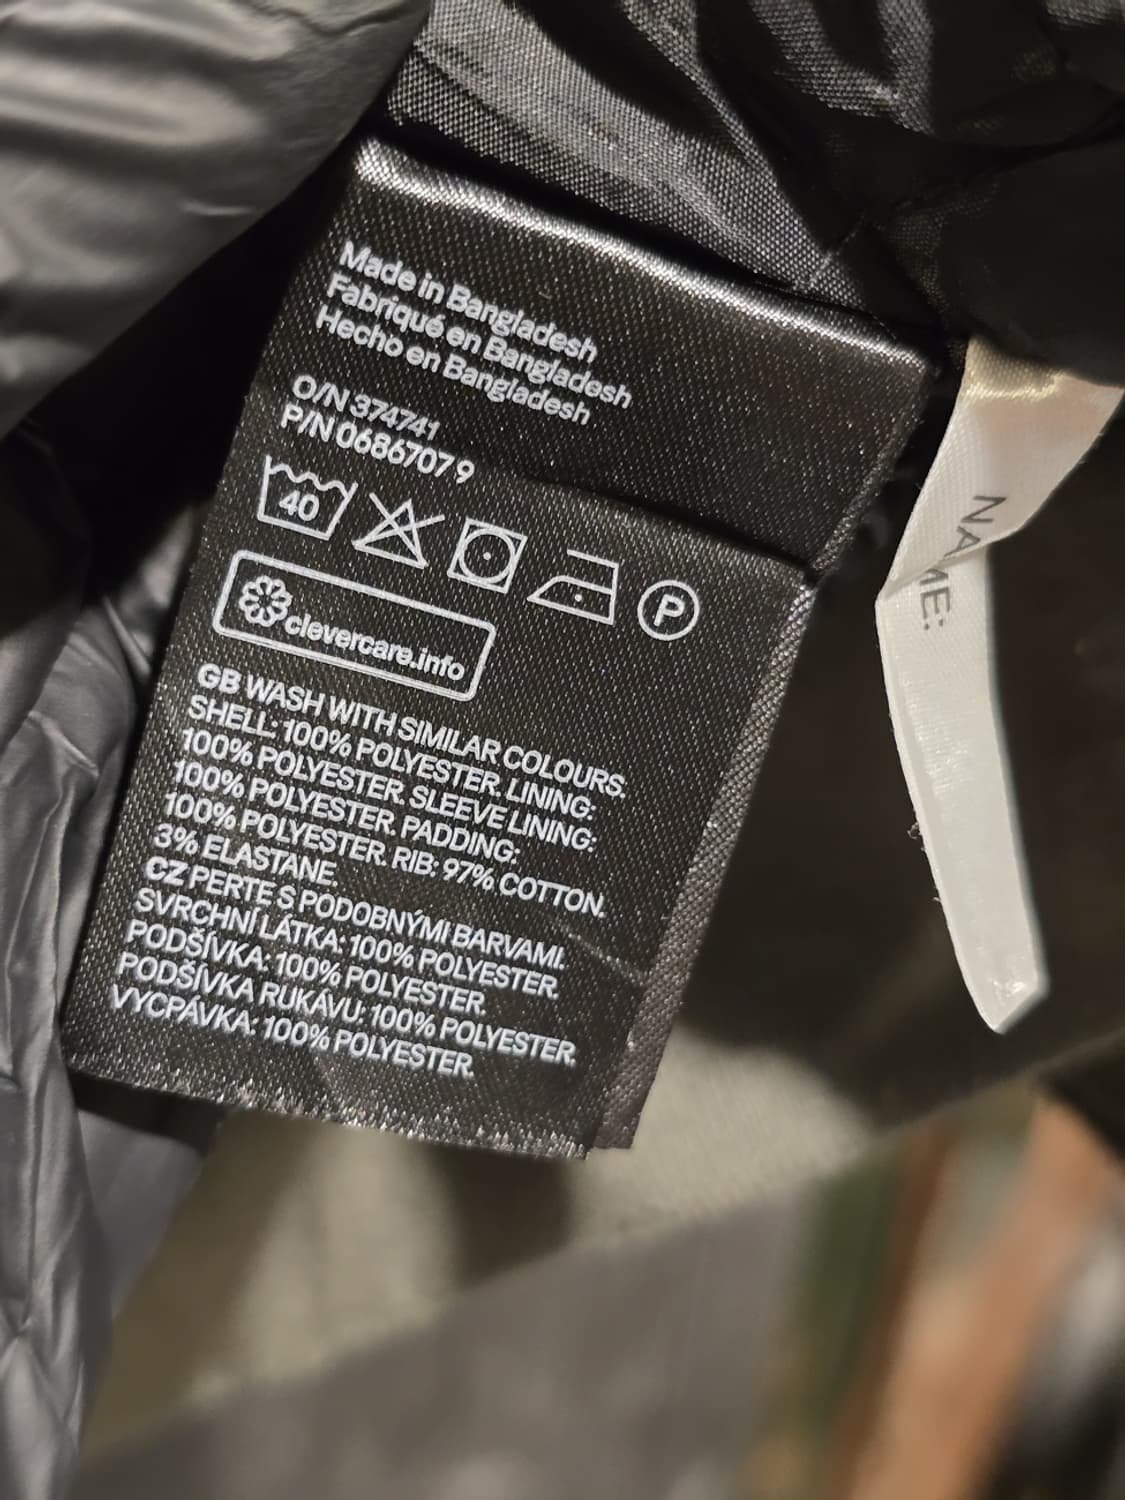 Made in Bangladesh
Fabriqué en Bangladesh
Hecho en Bangladesh
O/N 374741
P/N 0686707 9
40
P
clevercare.info
GB WASH WITH SIMILAR COLOURS.
SHELL: 100% POLYESTER. LINING:
100% POLYESTER. SLEEVE LINING:
100% POLYESTER. PADDING:
100% POLYESTER. RIB: 97% COTTON.
3% ELASTANE.
CZ PERTE S PODOBNÝMI BARVAMI.
SVRCHNÍ LÁTKA: 100% POLYESTER.
PODŠÍVKA: 100% POLYESTER.
PODŠÍVKA RUKÁVU: 100% POLYESTER.
VYCPÁVKA: 100% POLYESTER.
NAME: